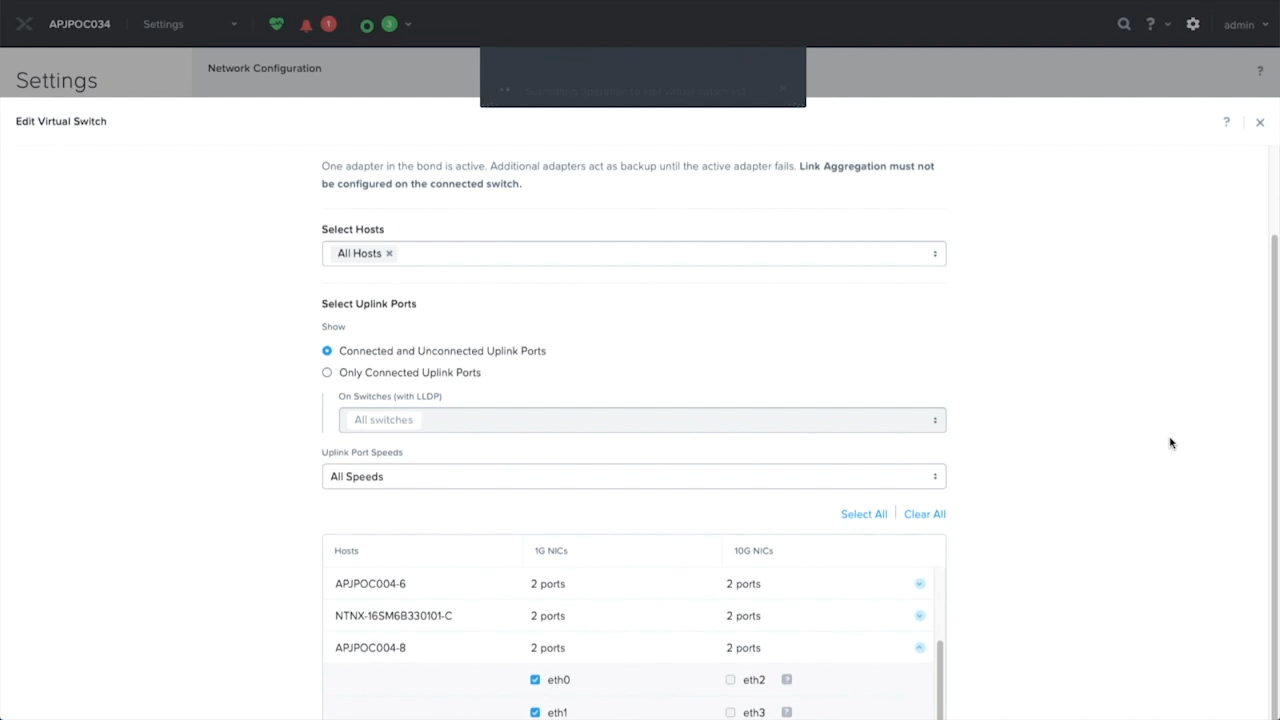 APJPOC034 Settings 1 3 ? admin
Settings
Network Configuration
?
Edit Virtual Switch
?
One adapter in the bond is active. Additional adapters act as backup until the active adapter fails. Link Aggregation must not
be configured on the connected switch.
Select Hosts
All Hosts
Select Uplink Ports
Show
Connected and Unconnected Uplink Ports
Only Connected Uplink Ports
On Switches (with LLDP)
All switches
Uplink Port Speeds
All Speeds
Select All Clear All
Hosts 1G NICs 10G NICs
APJPOC004-6 2 ports 2 ports
NTNX-16SM6B330101-C 2 ports 2 ports
APJPOC004-8 2 ports 2 ports
eth0 eth2 ?
eth1 eth3 ?